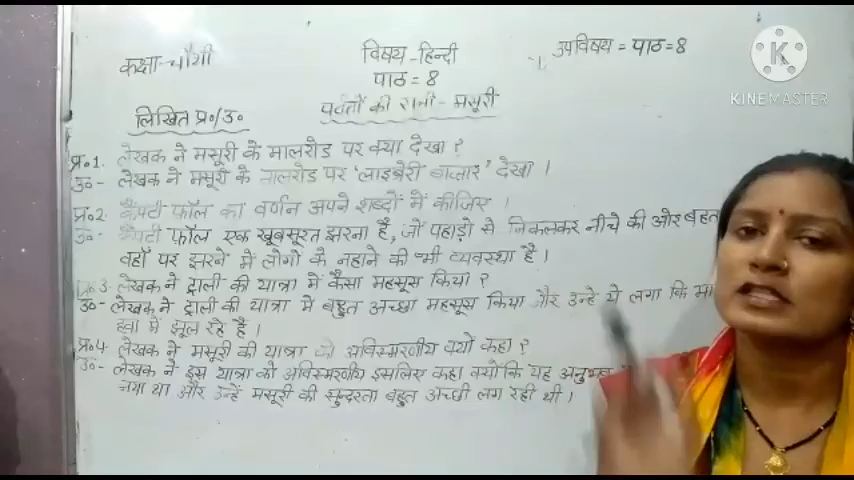 कक्षा-चौथी
विषय-हिन्दी
उपविषय = पाठ = 8
पाठ = 8
पर्वतों की रानी - मसूरी
लिखित प्र०/उ०
प्र०1. लेखक ने मसूरी के मालरोड पर क्या देखा ?
उ०- लेखक ने मसूरी के मालरोड पर 'लाइब्रेरी बाजार' देखा ।
प्र०2. कैंपटी फॉल का वर्णन अपने शब्दों में कीजिए ।
उ०- कैंपटी फॉल एक खूबसूरत झरना है, जो पहाड़ो से निकलकर नीचे की ओर बहत
वहाँ पर झरने में लोगो के नहाने की भी व्यवस्था है ।
प्र० 3. लेखक ने ट्राली की यात्रा में कैसा महसूस किया ?
उ०- लेखक ने ट्राली की यात्रा मे बहुत अच्छा महसूस किया और उन्हे ये लगा कि मा
हवा में झूल रहे है ।
प्र०4. लेखक ने मसूरी की यात्रा को अविस्मरणीय क्यो कहा ?
उ०- लेखक ने इस यात्रा को अविस्मरणीय इसलिए कहा क्योकि यह अनुभव
नया था और उन्हें मसूरी की सुन्दरता बहुत अच्छी लग रही थी ।
K
KINEMASTER